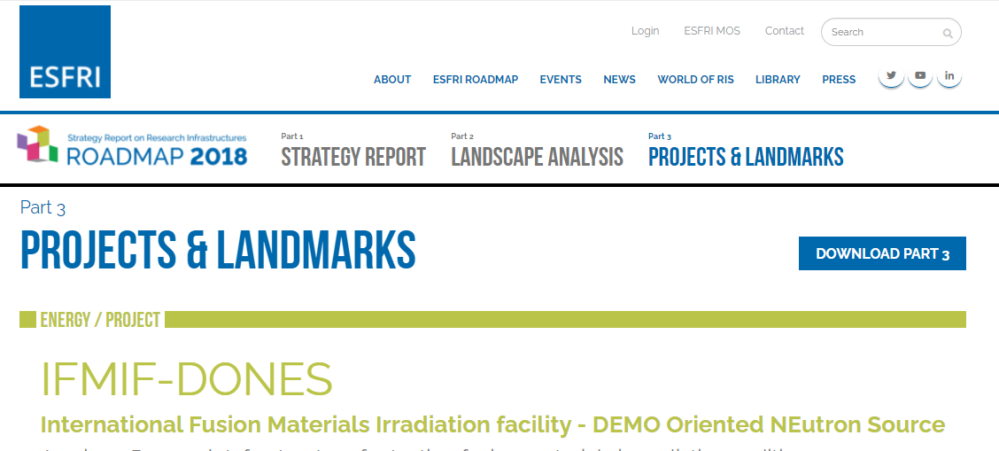 ESFRI
Login ESFRI MOS Contact Search
ABOUT ESFRI ROADMAP EVENTS NEWS WORLD OF RIS LIBRARY PRESS
Strategy Report on Research Infrastructures
ROADMAP 2018
Part 1
STRATEGY REPORT
Part 2
LANDSCAPE ANALYSIS
Part 3
PROJECTS & LANDMARKS
Part 3
PROJECTS & LANDMARKS
DOWNLOAD PART 3
ENERGY / PROJECT
IFMIF-DONES
International Fusion Materials Irradiation facility - DEMO Oriented NEutron Source